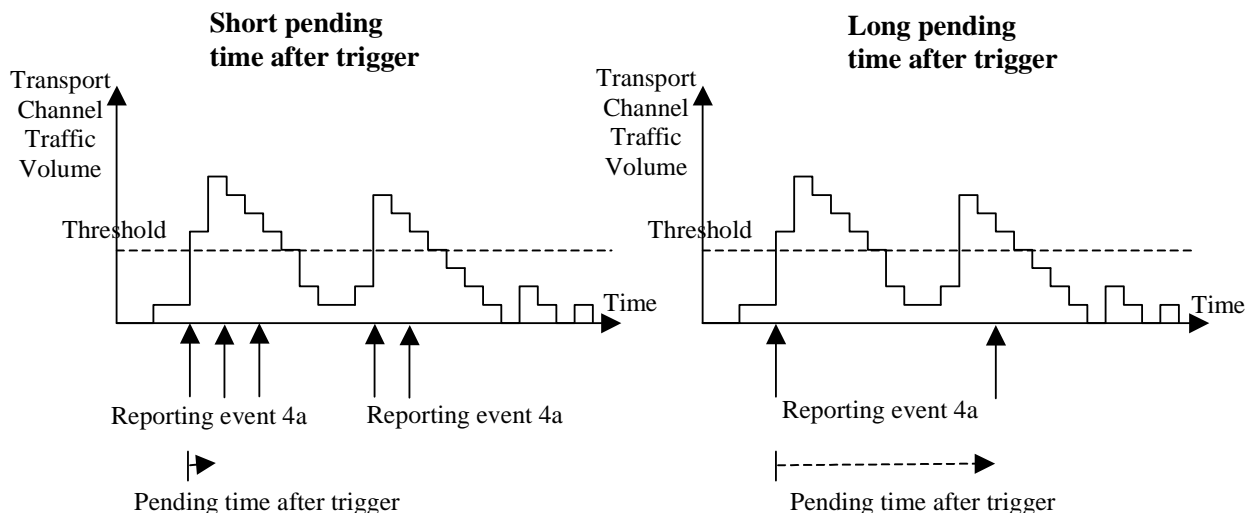 Short pending
time after trigger
Transport
Channel
Traffic
Volume
Threshold
Time
Reporting event 4a
Reporting event 4a
Pending time after trigger
Long pending
time after trigger
Transport
Channel
Traffic
Volume
Threshold
Time
Reporting event 4a
Pending time after trigger